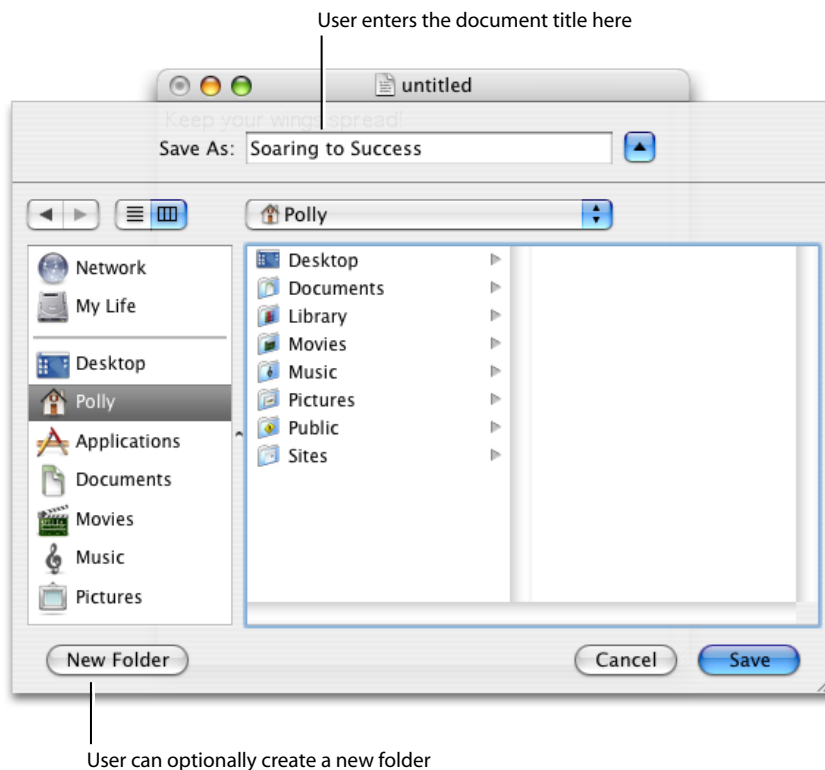 User enters the document title here
untitled
Keep your wings spread!
Save As: Soaring to Success
Polly
Network
My Life
Desktop
Polly
Applications
Documents
Movies
Music
Pictures
Desktop
Documents
Library
Movies
Music
Pictures
Public
Sites
New Folder
Cancel
Save
User can optionally create a new folder